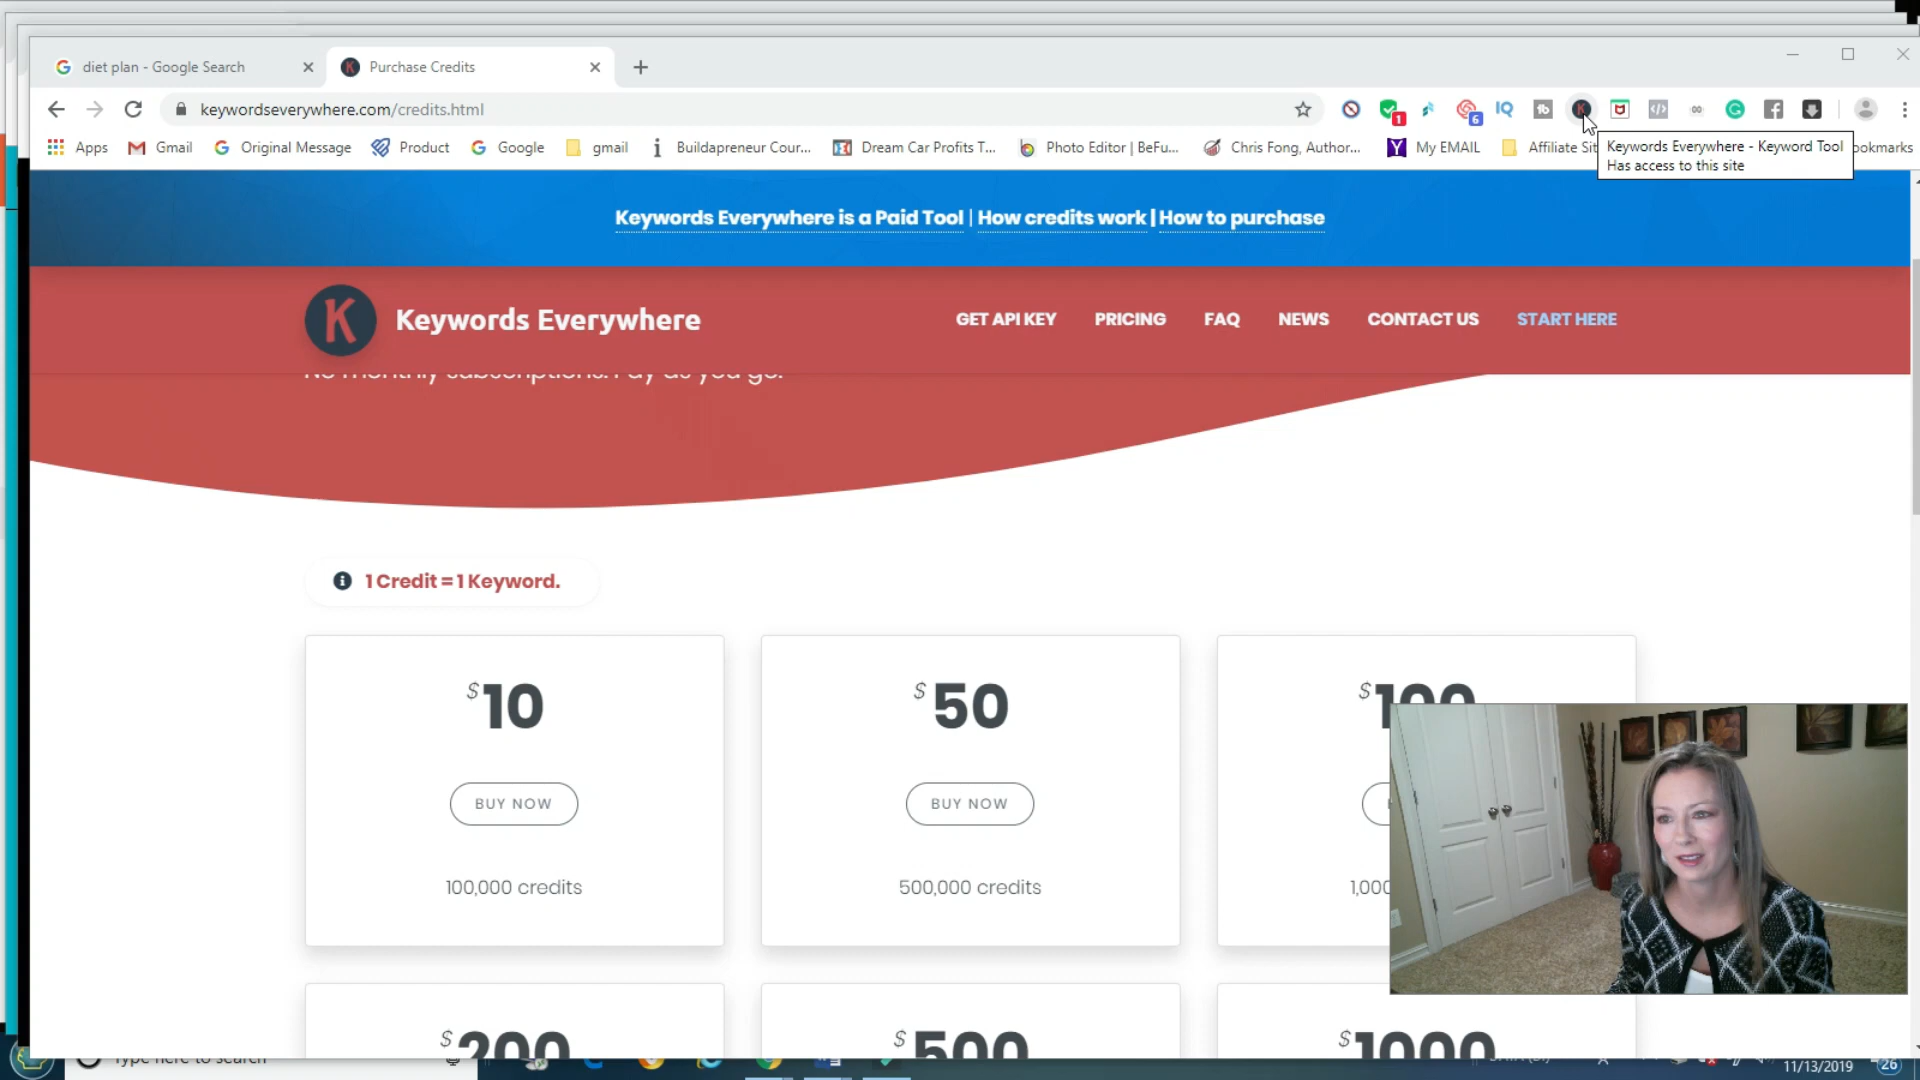 diet plan - Google Search
Purchase Credits
keywordseverywhere.com/credits.html
1
6
IQ
Apps
Gmail
Original Message
Product
Google
gmail
Buildapreneur Cour...
Dream Car Profits T...
Photo Editor | BeFu...
Chris Fong, Author...
My EMAIL
Affiliate Sit
ookmarks
Keywords Everywhere - Keyword Tool
Has access to this site
Keywords Everywhere is a Paid Tool | How credits work | How to purchase
K
Keywords Everywhere
GET API KEY
PRICING
FAQ
NEWS
CONTACT US
START HERE
No monthly subscriptions. Pay as you go.
1 Credit = 1 Keyword.
$10
$50
$100
BUY NOW
BUY NOW
100,000 credits
500,000 credits
1,000
$200
$500
$1000
Type here to search
11/13/2019
26